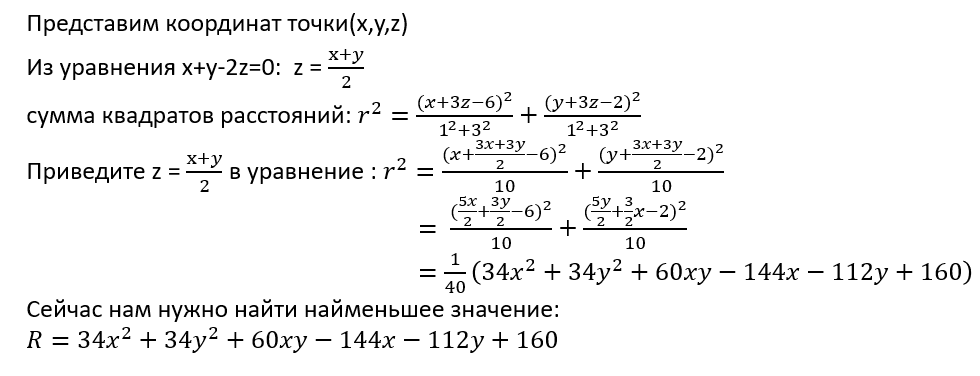 Представим координат точки(x,y,z)
Из уравнения x+y-2z=0:  z = \frac{x+y}{2}
сумма квадратов расстояний: r^2 = \frac{(x+3z-6)^2}{1^2+3^2} + \frac{(y+3z-2)^2}{1^2+3^2}
Приведите z = \frac{x+y}{2} в уравнение : r^2 = \frac{(x+\frac{3x+3y}{2}-6)^2}{10} + \frac{(y+\frac{3x+3y}{2}-2)^2}{10}
= \frac{(\frac{5x}{2}+\frac{3y}{2}-6)^2}{10} + \frac{(\frac{5y}{2}+\frac{3}{2}x-2)^2}{10}
= \frac{1}{40}(34x^2 + 34y^2 + 60xy - 144x - 112y + 160)
Сейчас нам нужно найти найменьшее значение:
R = 34x^2 + 34y^2 + 60xy - 144x - 112y + 160